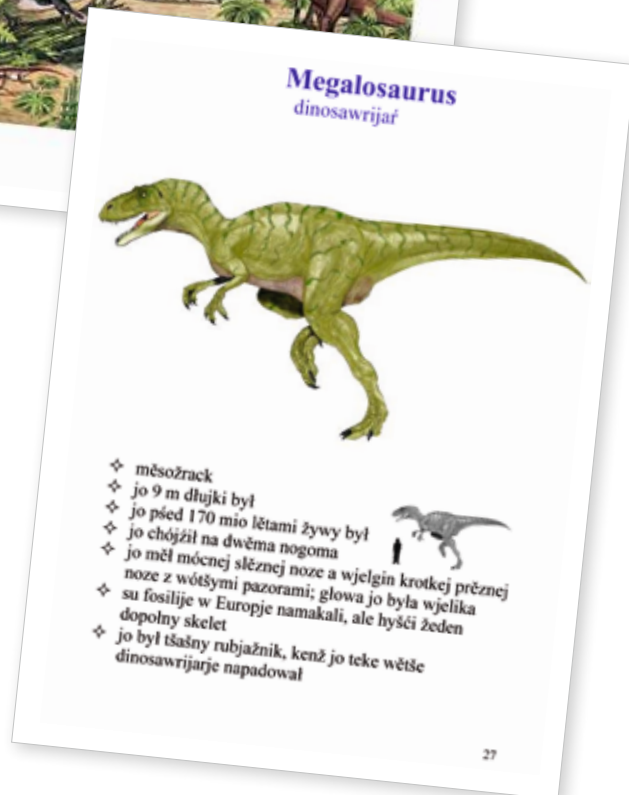 Megalosaurus
dinosawrijaŕ
měsožrack
jo 9 m dłujki był
jo pśed 170 mio lětami žywy był
jo chójźił na dwěma nogoma
jo měł mócnej slěznej noze a wjelgin krotkej prěznej
noze z wótšymi pazorami; głowa jo była wjelika
su fosilije w Europje namakali, ale hyšći žeden
dopołny skelet
jo był tšašny rubjažnik, kenž jo teke wětše
dinosawrijarje napadował
27